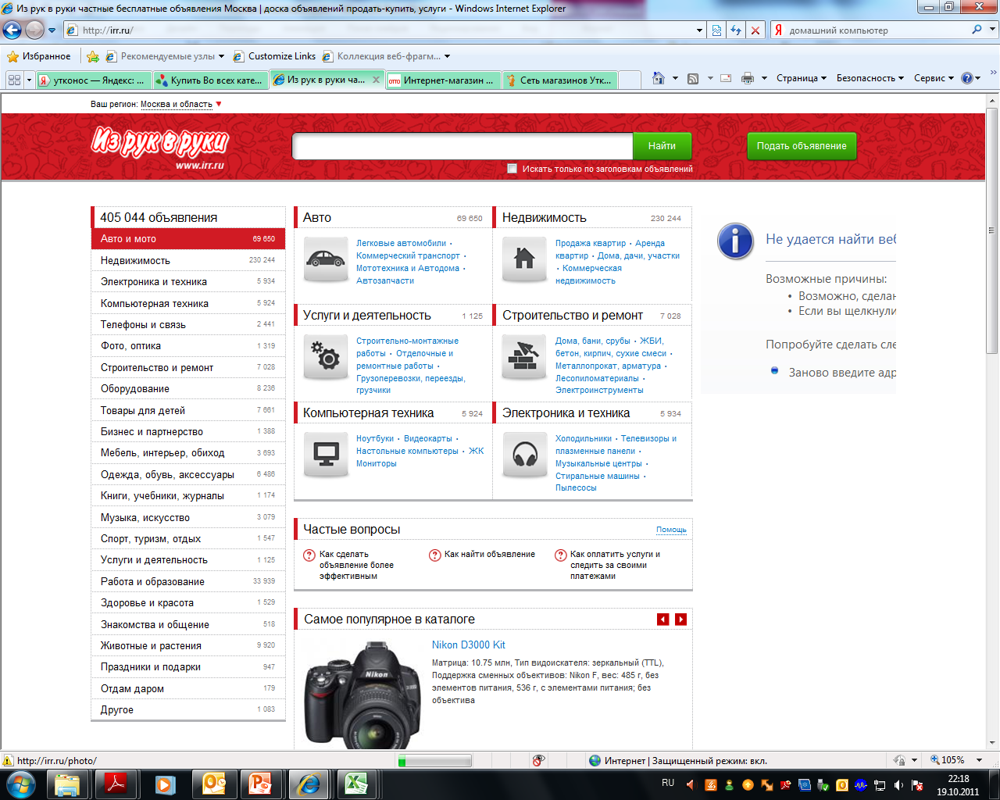 Из рук в руки частные бесплатные объявления Москва | доска объявлений продать-купить, услуги - Windows Internet Explorer
http://irr.ru/
домашний компьютер
Избранное
Рекомендуемые узлы
Customize Links
Коллекция веб-фрагм...
утконос — Яндекс: ...
Купить Во всех кате...
Из рук в руки ча...
OTTO
Интернет-магазин ...
Сеть магазинов Утк...
Страница
Безопасность
Сервис
Ваш регион: Москва и область
Из рук в руки
www.irr.ru
Найти
Подать объявление
Искать только по заголовкам объявлений
405 044 объявления
Авто и мото 69 650
Недвижимость 230 244
Электроника и техника 5 934
Компьютерная техника 5 924
Телефоны и связь 2 441
Фото, оптика 1 319
Строительство и ремонт 7 028
Оборудование 8 236
Товары для детей 7 661
Бизнес и партнерство 1 388
Мебель, интерьер, обиход 3 693
Одежда, обувь, аксессуары 6 486
Книги, учебники, журналы 1 174
Музыка, искусство 3 079
Спорт, туризм, отдых 1 547
Услуги и деятельность 1 125
Работа и образование 33 939
Здоровье и красота 1 529
Знакомства и общение 518
Животные и растения 9 920
Праздники и подарки 947
Отдам даром 179
Другое 1 083
Авто 69 650
Легковые автомобили ·
Коммерческий транспорт ·
Мототехника и Автодома ·
Автозапчасти
Недвижимость 230 244
Продажа квартир · Аренда
квартир · Дома, дачи, участки
· Коммерческая
недвижимость
Услуги и деятельность 1 125
Строительно-монтажные
работы · Отделочные и
ремонтные работы ·
Грузоперевозки, переезды,
грузчики
Строительство и ремонт 7 028
Дома, бани, срубы · ЖБИ,
бетон, кирпич, сухие смеси ·
Металлопрокат, арматура ·
Лесопиломатериалы ·
Электроинструменты
Компьютерная техника 5 924
Ноутбуки · Видеокарты ·
Настольные компьютеры · ЖК
Мониторы
Электроника и техника 5 934
Холодильники · Телевизоры и
плазменные панели ·
Музыкальные центры ·
Стиральные машины ·
Пылесосы
Частые вопросы Помощь
Как сделать
объявление более
эффективным
Как найти объявление
Как оплатить услуги и
следить за своими
платежами
Самое популярное в каталоге
Nikon
Nikon D3000 Kit
Матрица: 10.75 млн, Тип видоискателя: зеркальный (TTL),
Поддержка сменных объективов: Nikon F, вес: 485 г, без
элементов питания, 536 г, с элементами питания; без
объектива
Не удается найти веб
Возможные причины:
• Возможно, сделан
• Если вы щелкнули
Попробуйте сделать сле
Заново введите адр
http://irr.ru/photo/
Интернет | Защищенный режим: вкл.
105%
RU
22:18
19.10.2011